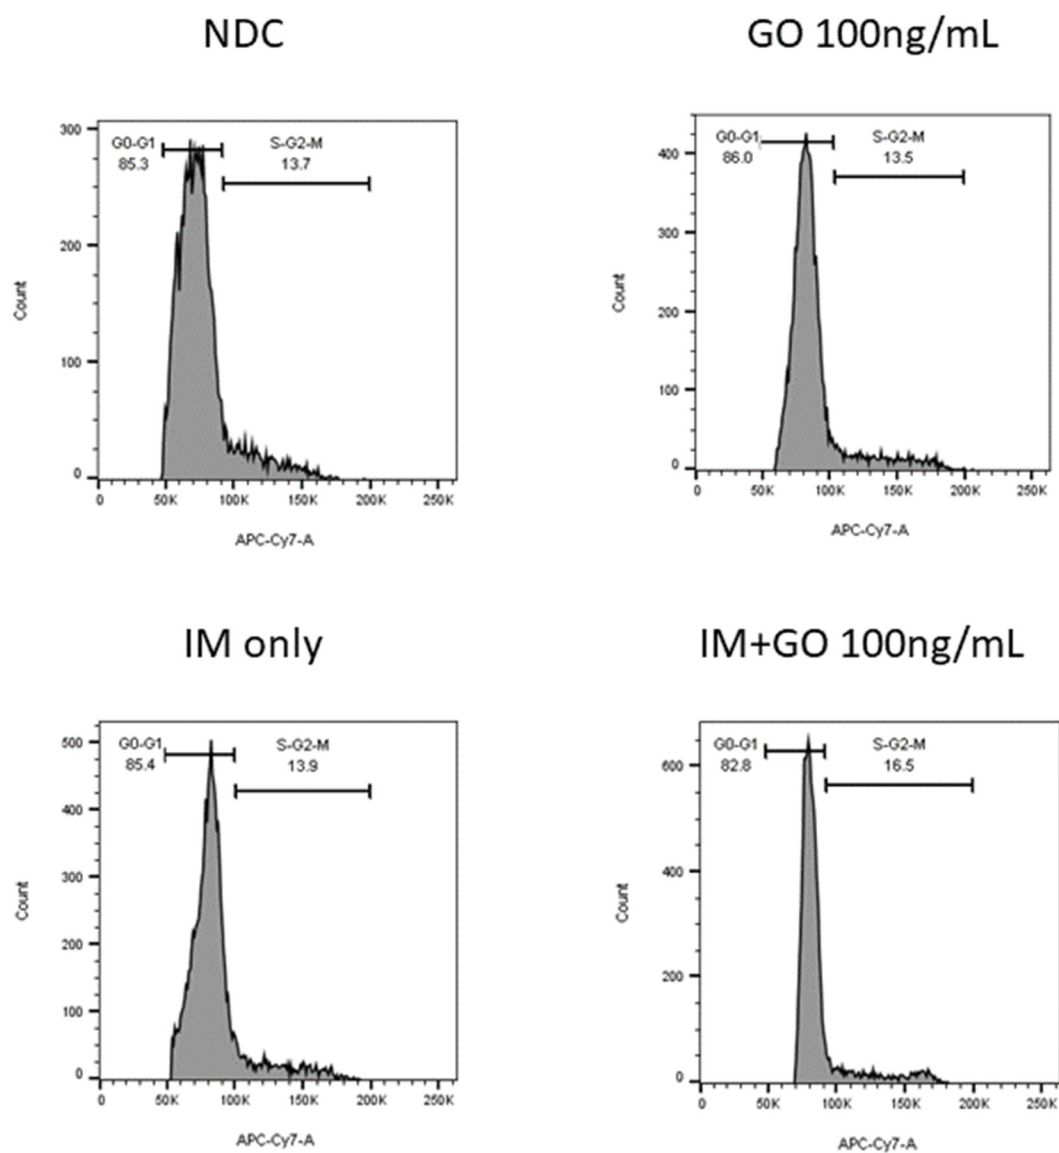 NDC
300
G0-G1
85.3
S-G2-M
13.7
200
Count
100
0
0 50K 100K 150K 200K 250K
APC-Cy7-A
GO 100ng/mL
400
G0-G1
86.0
S-G2-M
13.5
300
Count
200
100
0
0 50K 100K 150K 200K 250K
APC-Cy7-A
IM only
500
G0-G1
85.4
S-G2-M
13.9
400
300
Count
200
100
0
0 50K 100K 150K 200K 250K
APC-Cy7-A
IM+GO 100ng/mL
G0-G1
82.8
S-G2-M
16.5
600
400
Count
200
0
0 50K 100K 150K 200K 250K
APC-Cy7-A